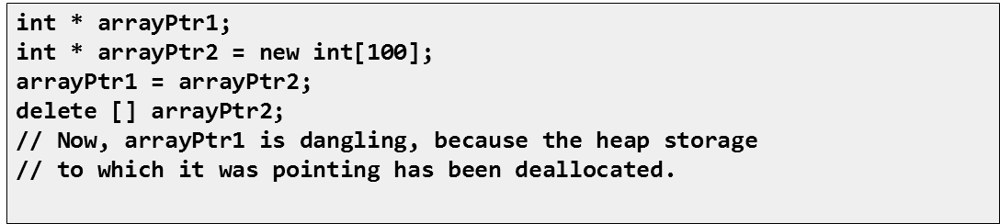 int * arrayPtr1;
int * arrayPtr2 = new int[100];
arrayPtr1 = arrayPtr2;
delete [] arrayPtr2;
// Now, arrayPtr1 is dangling, because the heap storage
// to which it was pointing has been deallocated.